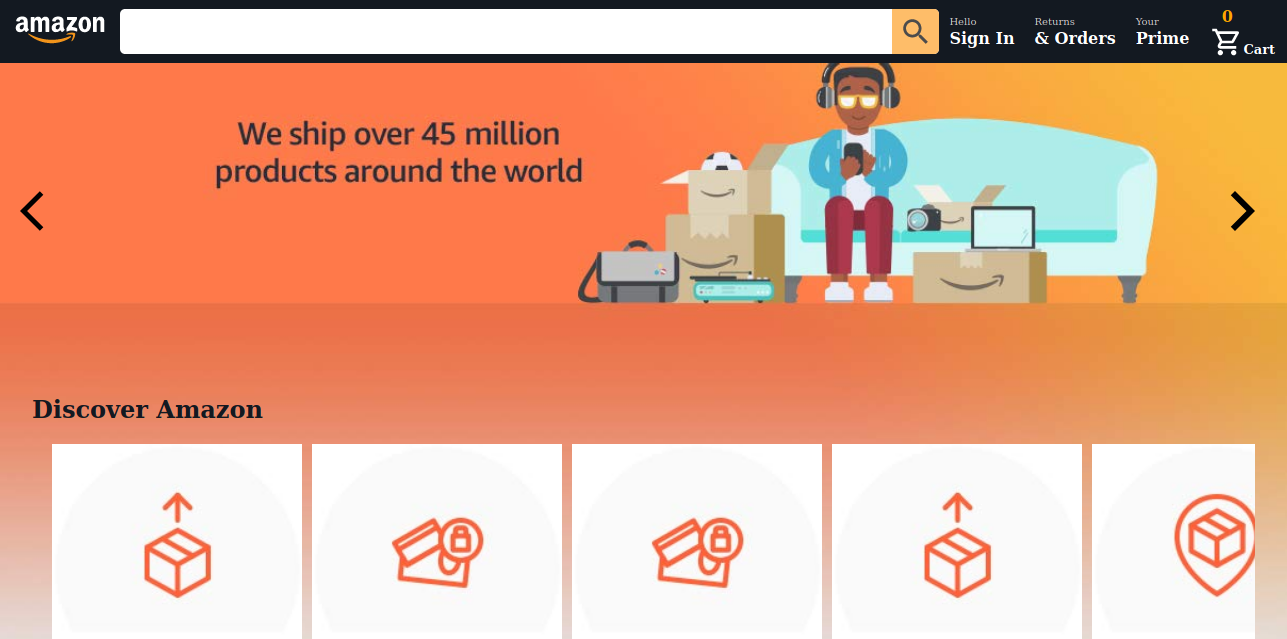 amazon
Hello
Sign In
Returns
& Orders
Your
Prime
0
Cart
We ship over 45 million
products around the world
Discover Amazon